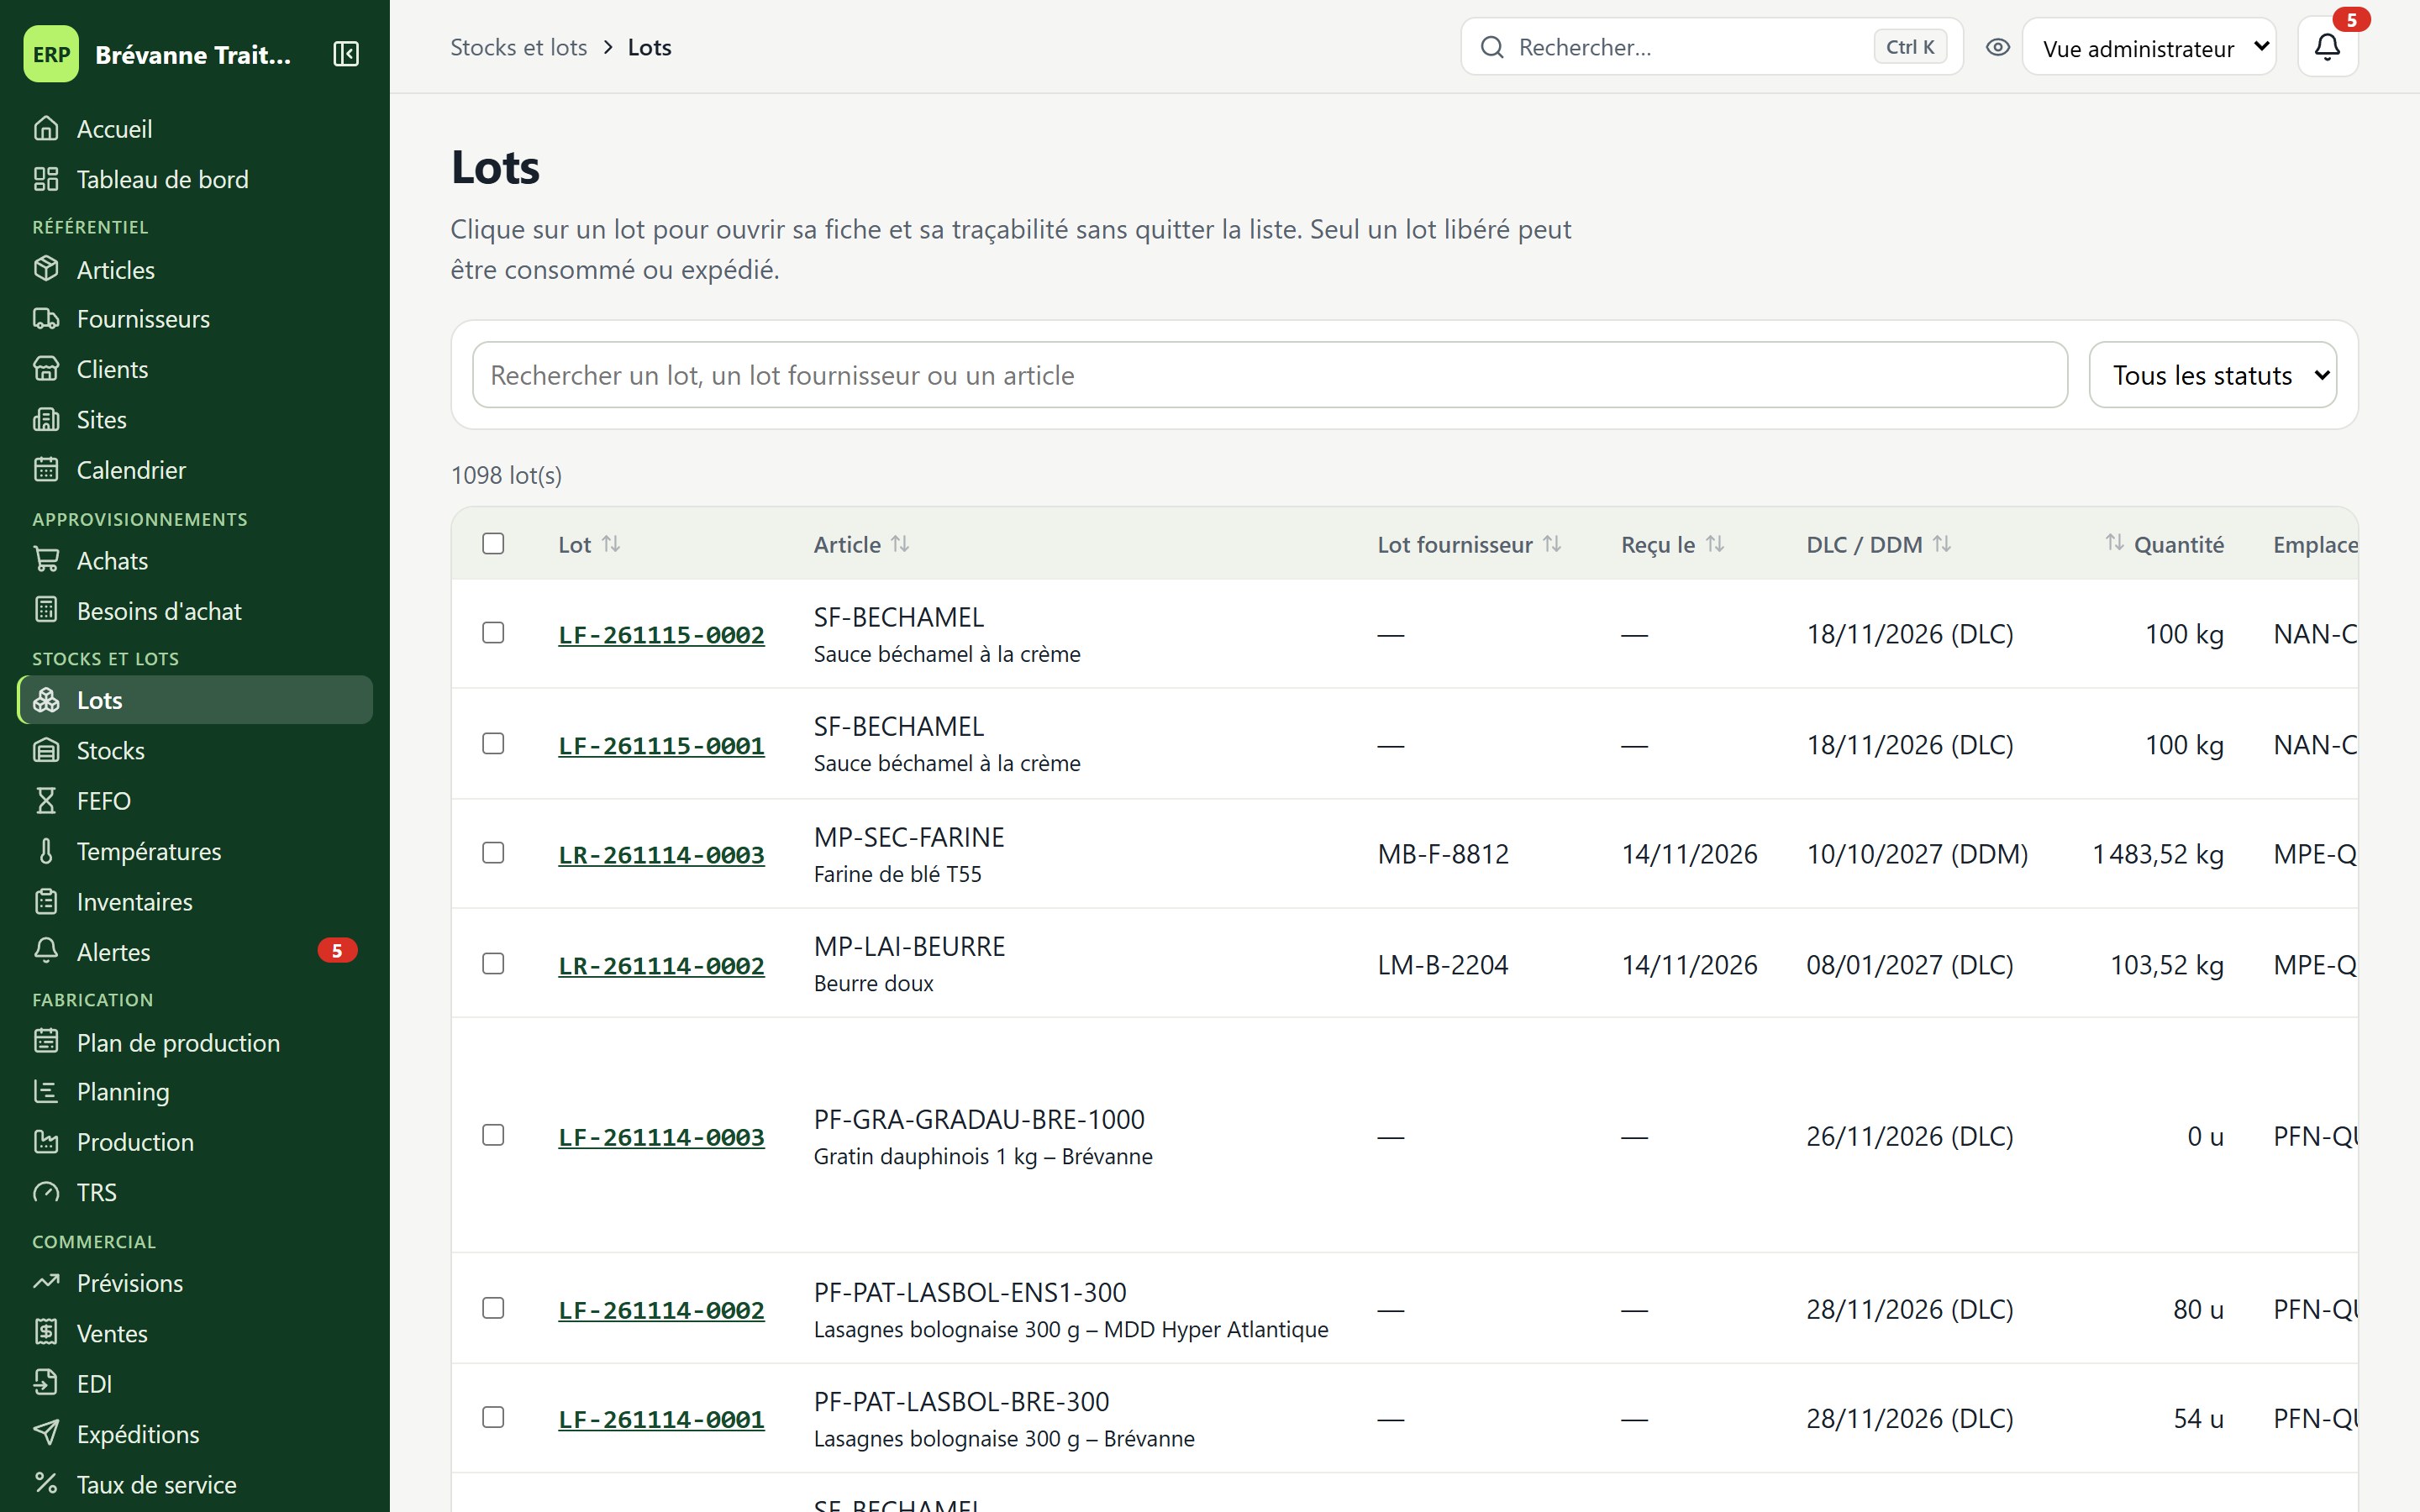 ERP Brévanne Trait...
Accueil
Tableau de bord
RÉFÉRENTIEL
Articles
Fournisseurs
Clients
Sites
Calendrier
APPROVISIONNEMENTS
Achats
Besoins d'achat
STOCKS ET LOTS
Lots
Stocks
FEFO
Températures
Inventaires
Alertes 5
FABRICATION
Plan de production
Planning
Production
TRS
COMMERCIAL
Prévisions
Ventes
EDI
Expéditions
Taux de service
Stocks et lots > Lots
Rechercher... Ctrl K
Vue administrateur
5
Lots
Clique sur un lot pour ouvrir sa fiche et sa traçabilité sans quitter la liste. Seul un lot libéré peut
être consommé ou expédié.
Rechercher un lot, un lot fournisseur ou un article
Tous les statuts
1098 lot(s)
Lot Article Lot fournisseur Reçu le DLC / DDM Quantité Emplace
LF-261115-0002 SF-BECHAMEL — — 18/11/2026 (DLC) 100 kg NAN-C
Sauce béchamel à la crème
LF-261115-0001 SF-BECHAMEL — — 18/11/2026 (DLC) 100 kg NAN-C
Sauce béchamel à la crème
LR-261114-0003 MP-SEC-FARINE MB-F-8812 14/11/2026 10/10/2027 (DDM) 1 483,52 kg MPE-Q
Farine de blé T55
LR-261114-0002 MP-LAI-BEURRE LM-B-2204 14/11/2026 08/01/2027 (DLC) 103,52 kg MPE-Q
Beurre doux
LF-261114-0003 PF-GRA-GRADAU-BRE-1000 — — 26/11/2026 (DLC) 0 u PFN-QU
Gratin dauphinois 1 kg – Brévanne
LF-261114-0002 PF-PAT-LASBOL-ENS1-300 — — 28/11/2026 (DLC) 80 u PFN-QU
Lasagnes bolognaise 300 g – MDD Hyper Atlantique
LF-261114-0001 PF-PAT-LASBOL-BRE-300 — — 28/11/2026 (DLC) 54 u PFN-QU
Lasagnes bolognaise 300 g – Brévanne
SF-BECHAMEL